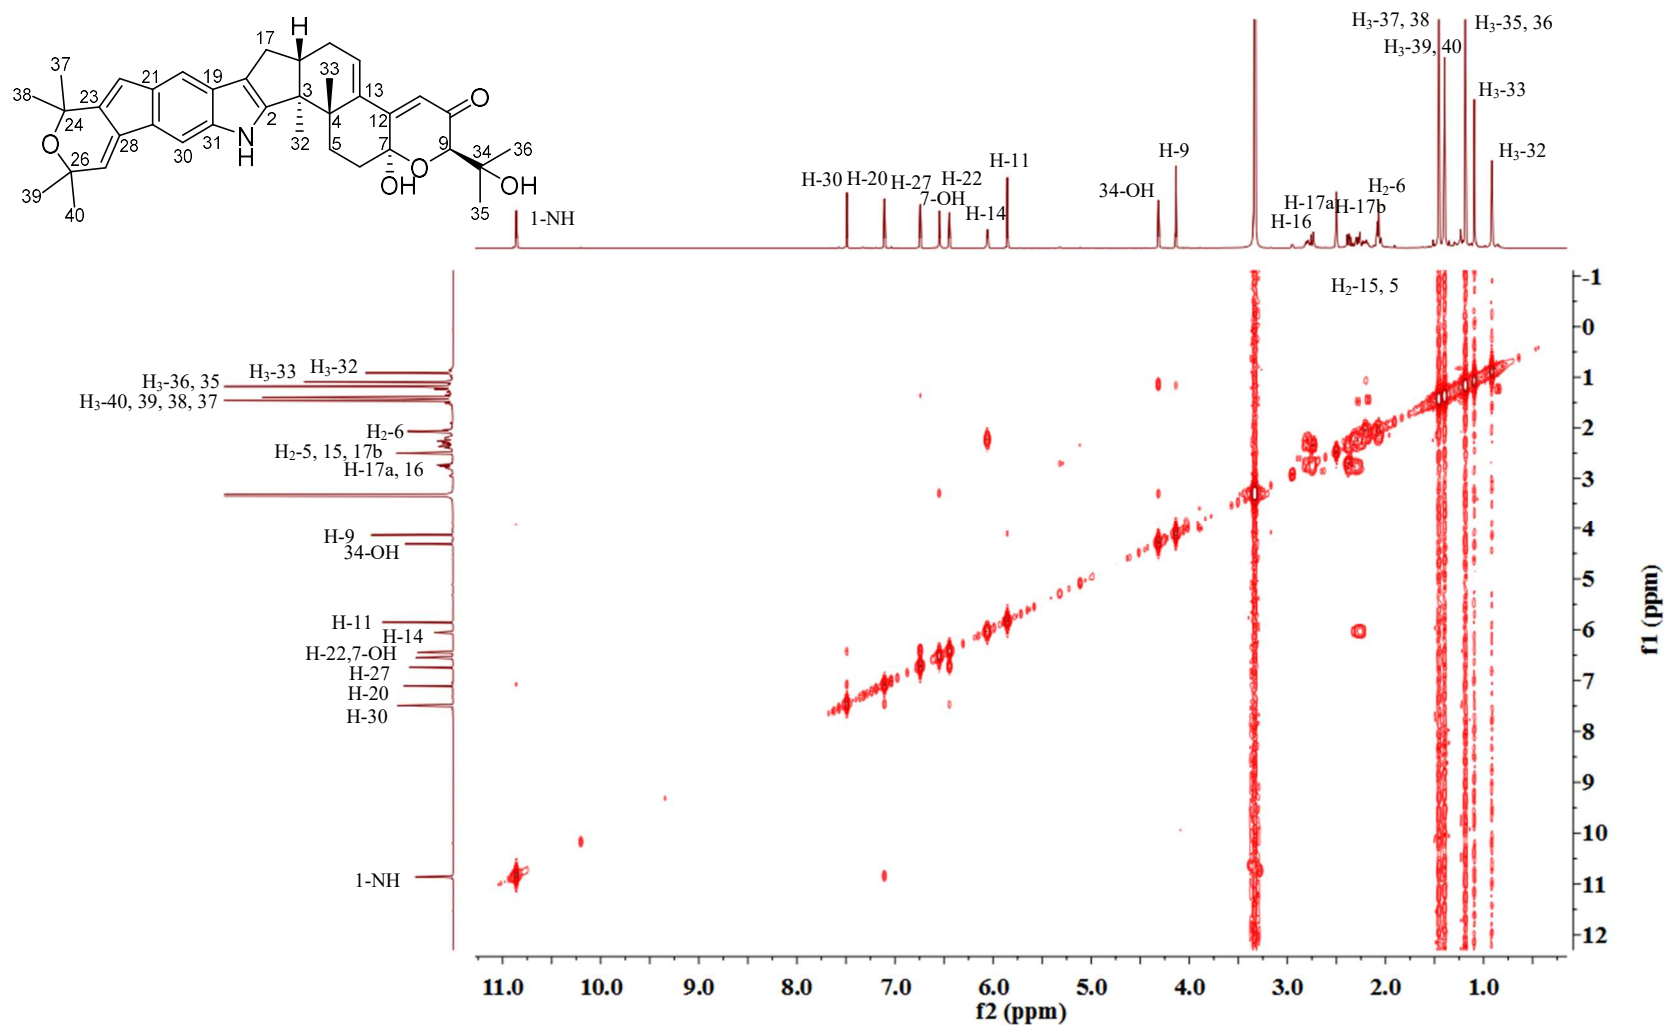 H
17
37
33
21
19
38
23
13
O
3
24
12
2
4
O
N
H
32
5
7
9
34
36
26
28
31
30
O
OH
OH
39
40
35
1-NH
H-30
H-20
H-27
7-OH
H-22
H-14
H-11
34-OH
H-9
H-16
H-17a
H-17b
H₂-6
H₃-37, 38
H₃-39, 40
H₃-35, 36
H₃-33
H₃-32
H₂-15, 5
H₃-32
H₃-33
H₃-36, 35
H₃-40, 39, 38, 37
H₂-6
H₂-5, 15, 17b
H-17a, 16
H-9
34-OH
H-11
H-14
H-22,7-OH
H-27
H-20
H-30
1-NH
-1
0
1
2
3
4
5
6
7
8
9
10
11
12
f1 (ppm)
11.0 10.0 9.0 8.0 7.0 6.0 5.0 4.0 3.0 2.0 1.0
f2 (ppm)